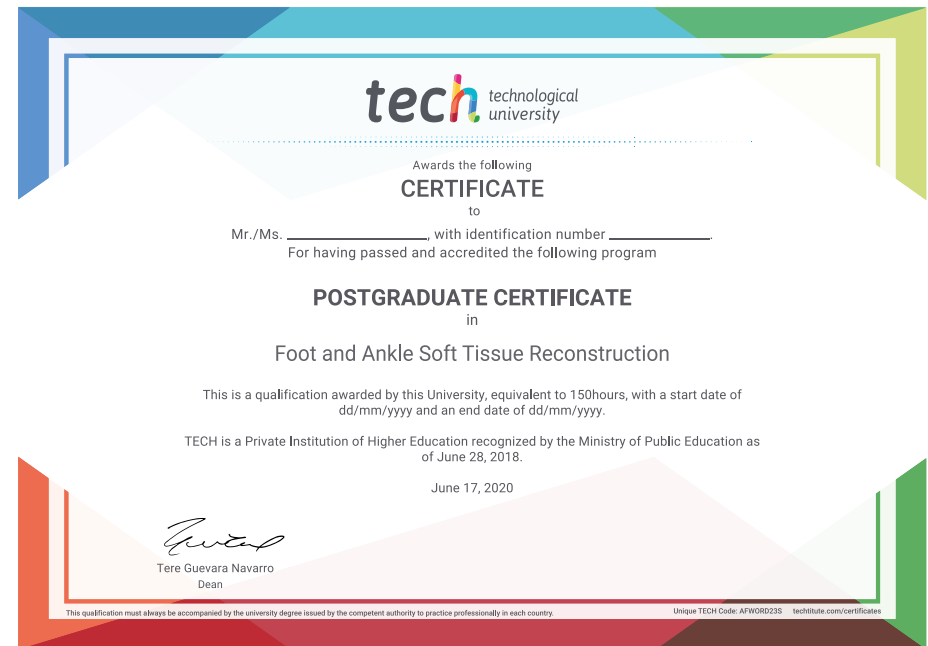 tech technological
university
Awards the following
CERTIFICATE
to
Mr./Ms. ____________________, with identification number ______________.
For having passed and accredited the following program
POSTGRADUATE CERTIFICATE
in
Foot and Ankle Soft Tissue Reconstruction
This is a qualification awarded by this University, equivalent to 150hours, with a start date of
dd/mm/yyyy and an end date of dd/mm/yyyy.
TECH is a Private Institution of Higher Education recognized by the Ministry of Public Education as
of June 28, 2018.
June 17, 2020
Tere Guevara Navarro
Dean
This qualification must always be accompanied by the university degree issued by the competent authority to practice professionally in each country.
Unique TECH Code: AFWORD23S techtitute.com/certificates